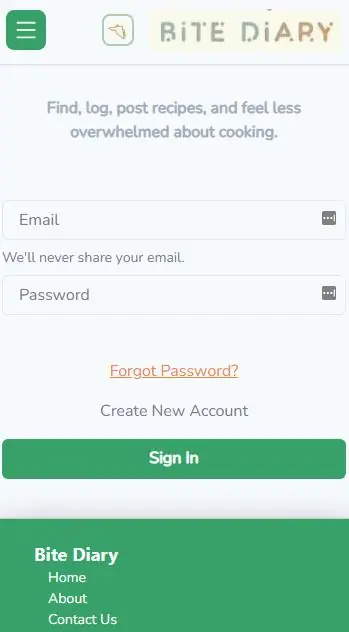 BiTE DiARY
Find, log, post recipes, and feel less
overwhelmed about cooking.
Email
We'll never share your email.
Password
Forgot Password?
Create New Account
Sign In
Bite Diary
Home
About
Contact Us